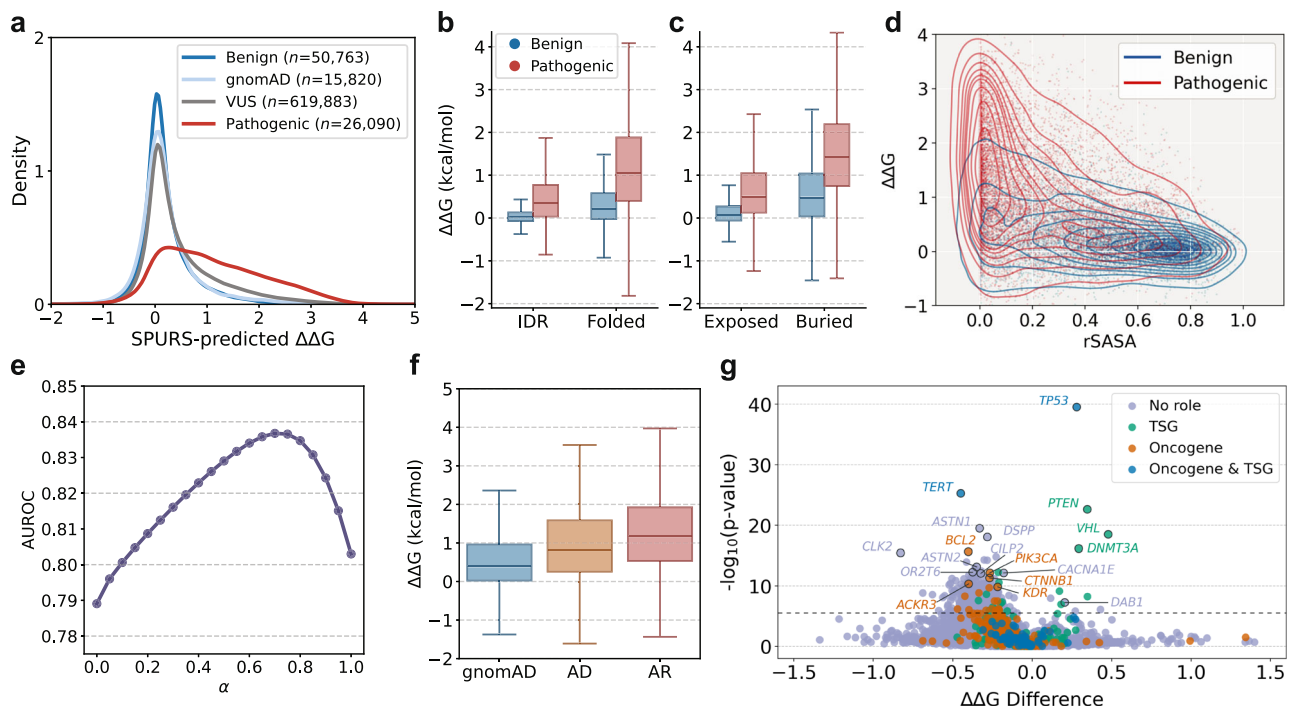 a
2
1
0
Density
−2
−1
0
1
2
3
4
5
SPURS-predicted ΔΔG
Benign (n=50,763)
gnomAD (n=15,820)
VUS (n=619,883)
Pathogenic (n=26,090)
b
4
3
2
1
0
−1
−2
ΔΔG (kcal/mol)
Benign
Pathogenic
IDR
Folded
c
4
3
2
1
0
−1
−2
Exposed
Buried
d
4
3
2
1
0
−1
ΔΔG
Benign
Pathogenic
0.0
0.2
0.4
0.6
0.8
1.0
rSASA
e
0.85
0.84
0.83
0.82
0.81
0.80
0.79
0.78
AUROC
0.0
0.2
0.4
0.6
0.8
1.0
α
f
5
4
3
2
1
0
−1
−2
ΔΔG (kcal/mol)
gnomAD
AD
AR
g
40
30
20
10
0
-log10(p-value)
No role
TSG
Oncogene
Oncogene & TSG
TP53
TERT
PTEN
ASTN1
DSPP
VHL
BCL2
CLK2
DNMT3A
ASTN2
CILP2
PIK3CA
OR2T6
CACNA1E
CTNNB1
ACKR3
KDR
DAB1
−1.5
−1.0
−0.5
0.0
0.5
1.0
1.5
ΔΔG Difference